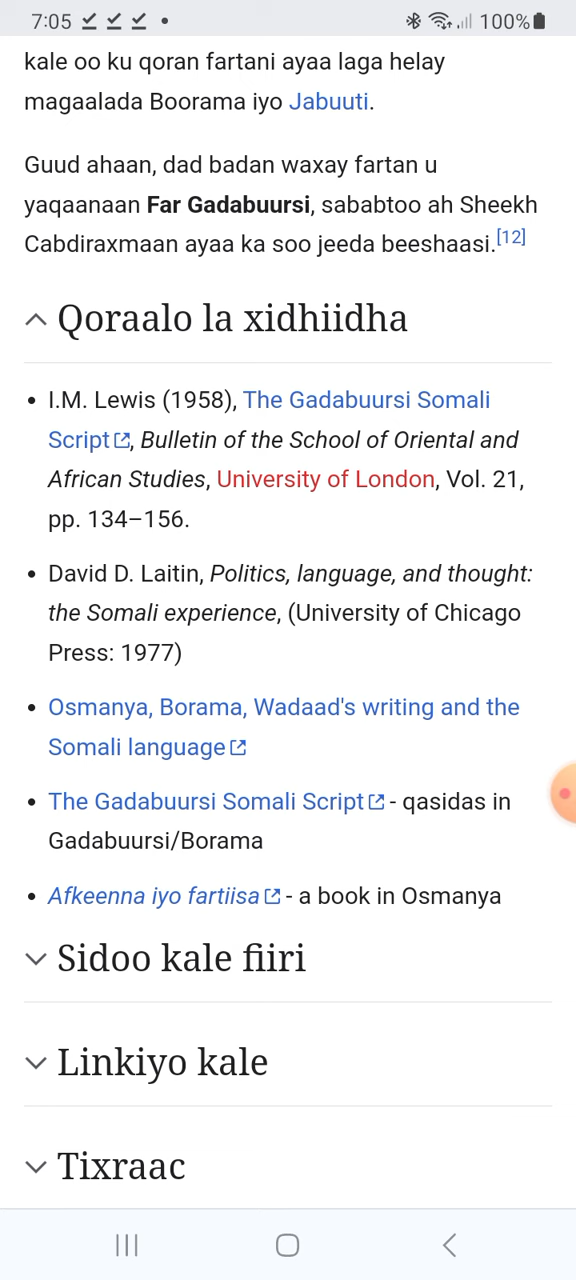 7:05
100%
kale oo ku qoran fartani ayaa laga helay
magaalada Boorama iyo Jabuuti.
Guud ahaan, dad badan waxay fartan u
yaqaanaan Far Gadabuursi, sababtoo ah Sheekh
Cabdiraxmaan ayaa ka soo jeeda beeshaasi.[12]
Qoraalo la xidhiidha
• I.M. Lewis (1958), The Gadabuursi Somali
Script, Bulletin of the School of Oriental and
African Studies, University of London, Vol. 21,
pp. 134–156.
• David D. Laitin, Politics, language, and thought:
the Somali experience, (University of Chicago
Press: 1977)
• Osmanya, Borama, Wadaad's writing and the
Somali language
• The Gadabuursi Somali Script - qasidas in
Gadabuursi/Borama
• Afkeenna iyo fartiisa - a book in Osmanya
Sidoo kale fiiri
Linkiyo kale
Tixraac